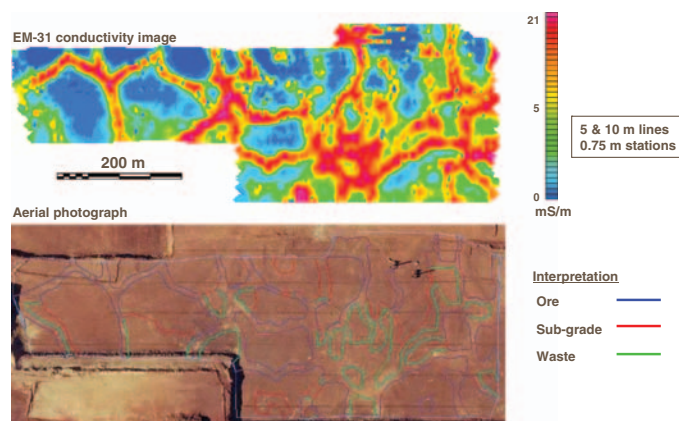 EM-31 conductivity image
21
5
0
mS/m
5 & 10 m lines
0.75 m stations
200 m
Aerial photograph
Interpretation
Ore
Sub-grade
Waste